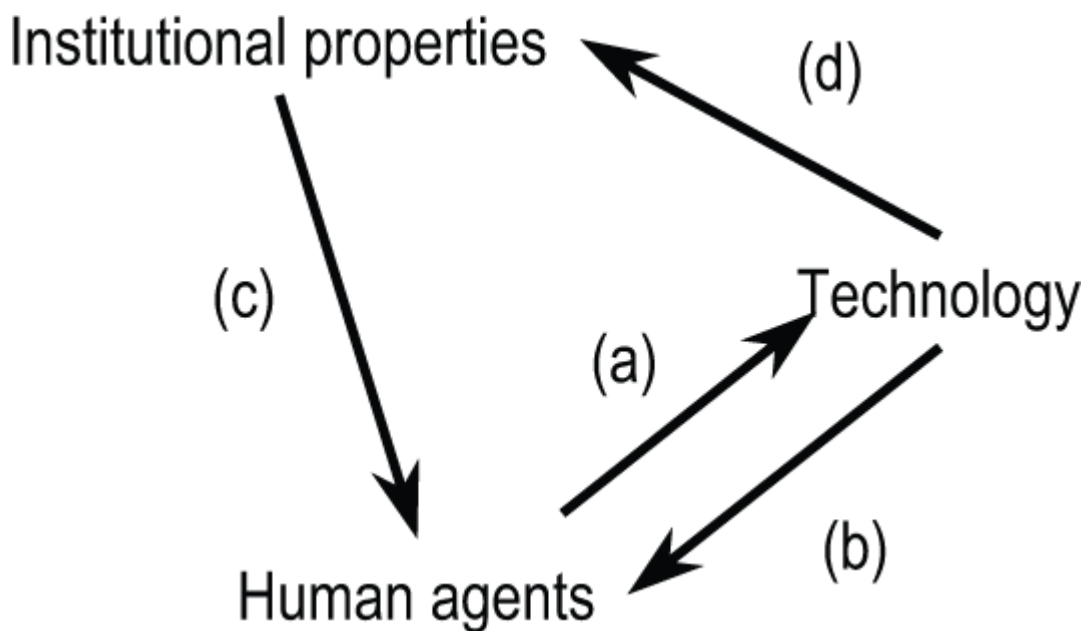 Institutional properties
(d)
(c)
Technology
(a)
(b)
Human agents